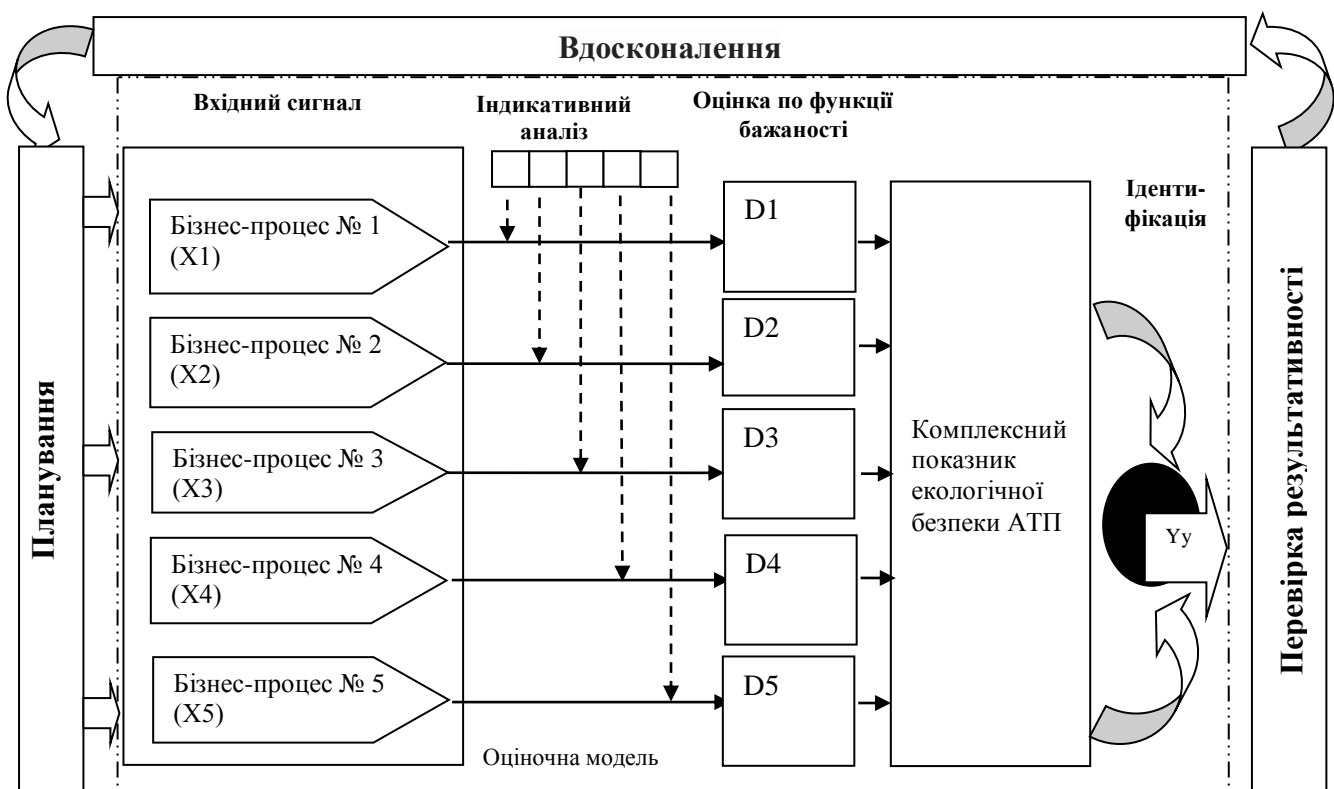 Вдосконалення
Вхідний сигнал
Індикативний
аналіз
Оцінка по функції
бажаності
Іденти-
фікація
Планування
Бізнес-процес № 1
(X1)
Бізнес-процес № 2
(X2)
Бізнес-процес № 3
(X3)
Бізнес-процес № 4
(X4)
Бізнес-процес № 5
(X5)
D1
D2
D3
D4
D5
Комплексний
показник
екологічної
безпеки АТП
Yy
Перевірка результативності
Оціночна модель